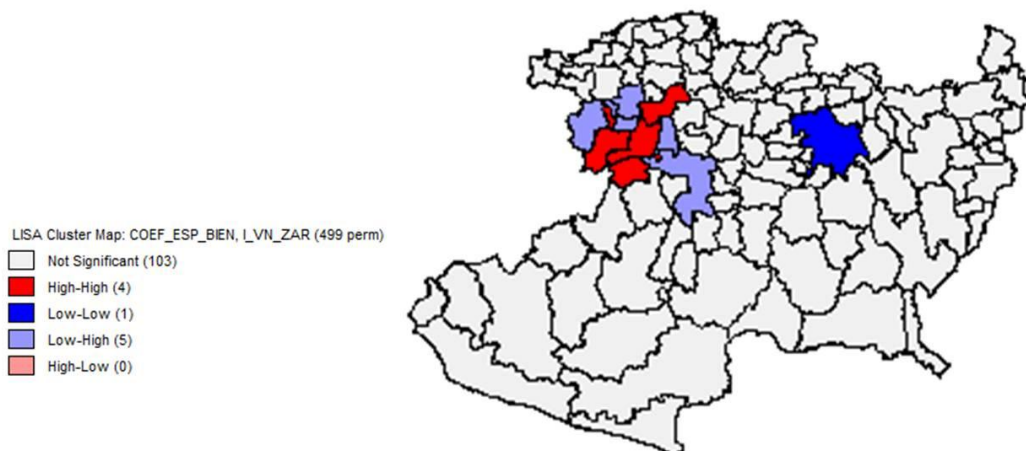 LISA Cluster Map: COEF_ESP_BIEN, I_VN_ZAR (499 perm)
Not Significant (103)
High-High (4)
Low-Low (1)
Low-High (5)
High-Low (0)